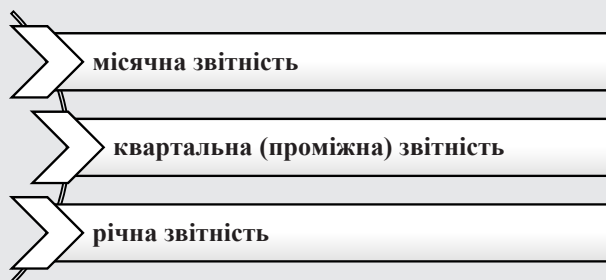 місячна звітність
квартальна (проміжна) звітність
річна звітність